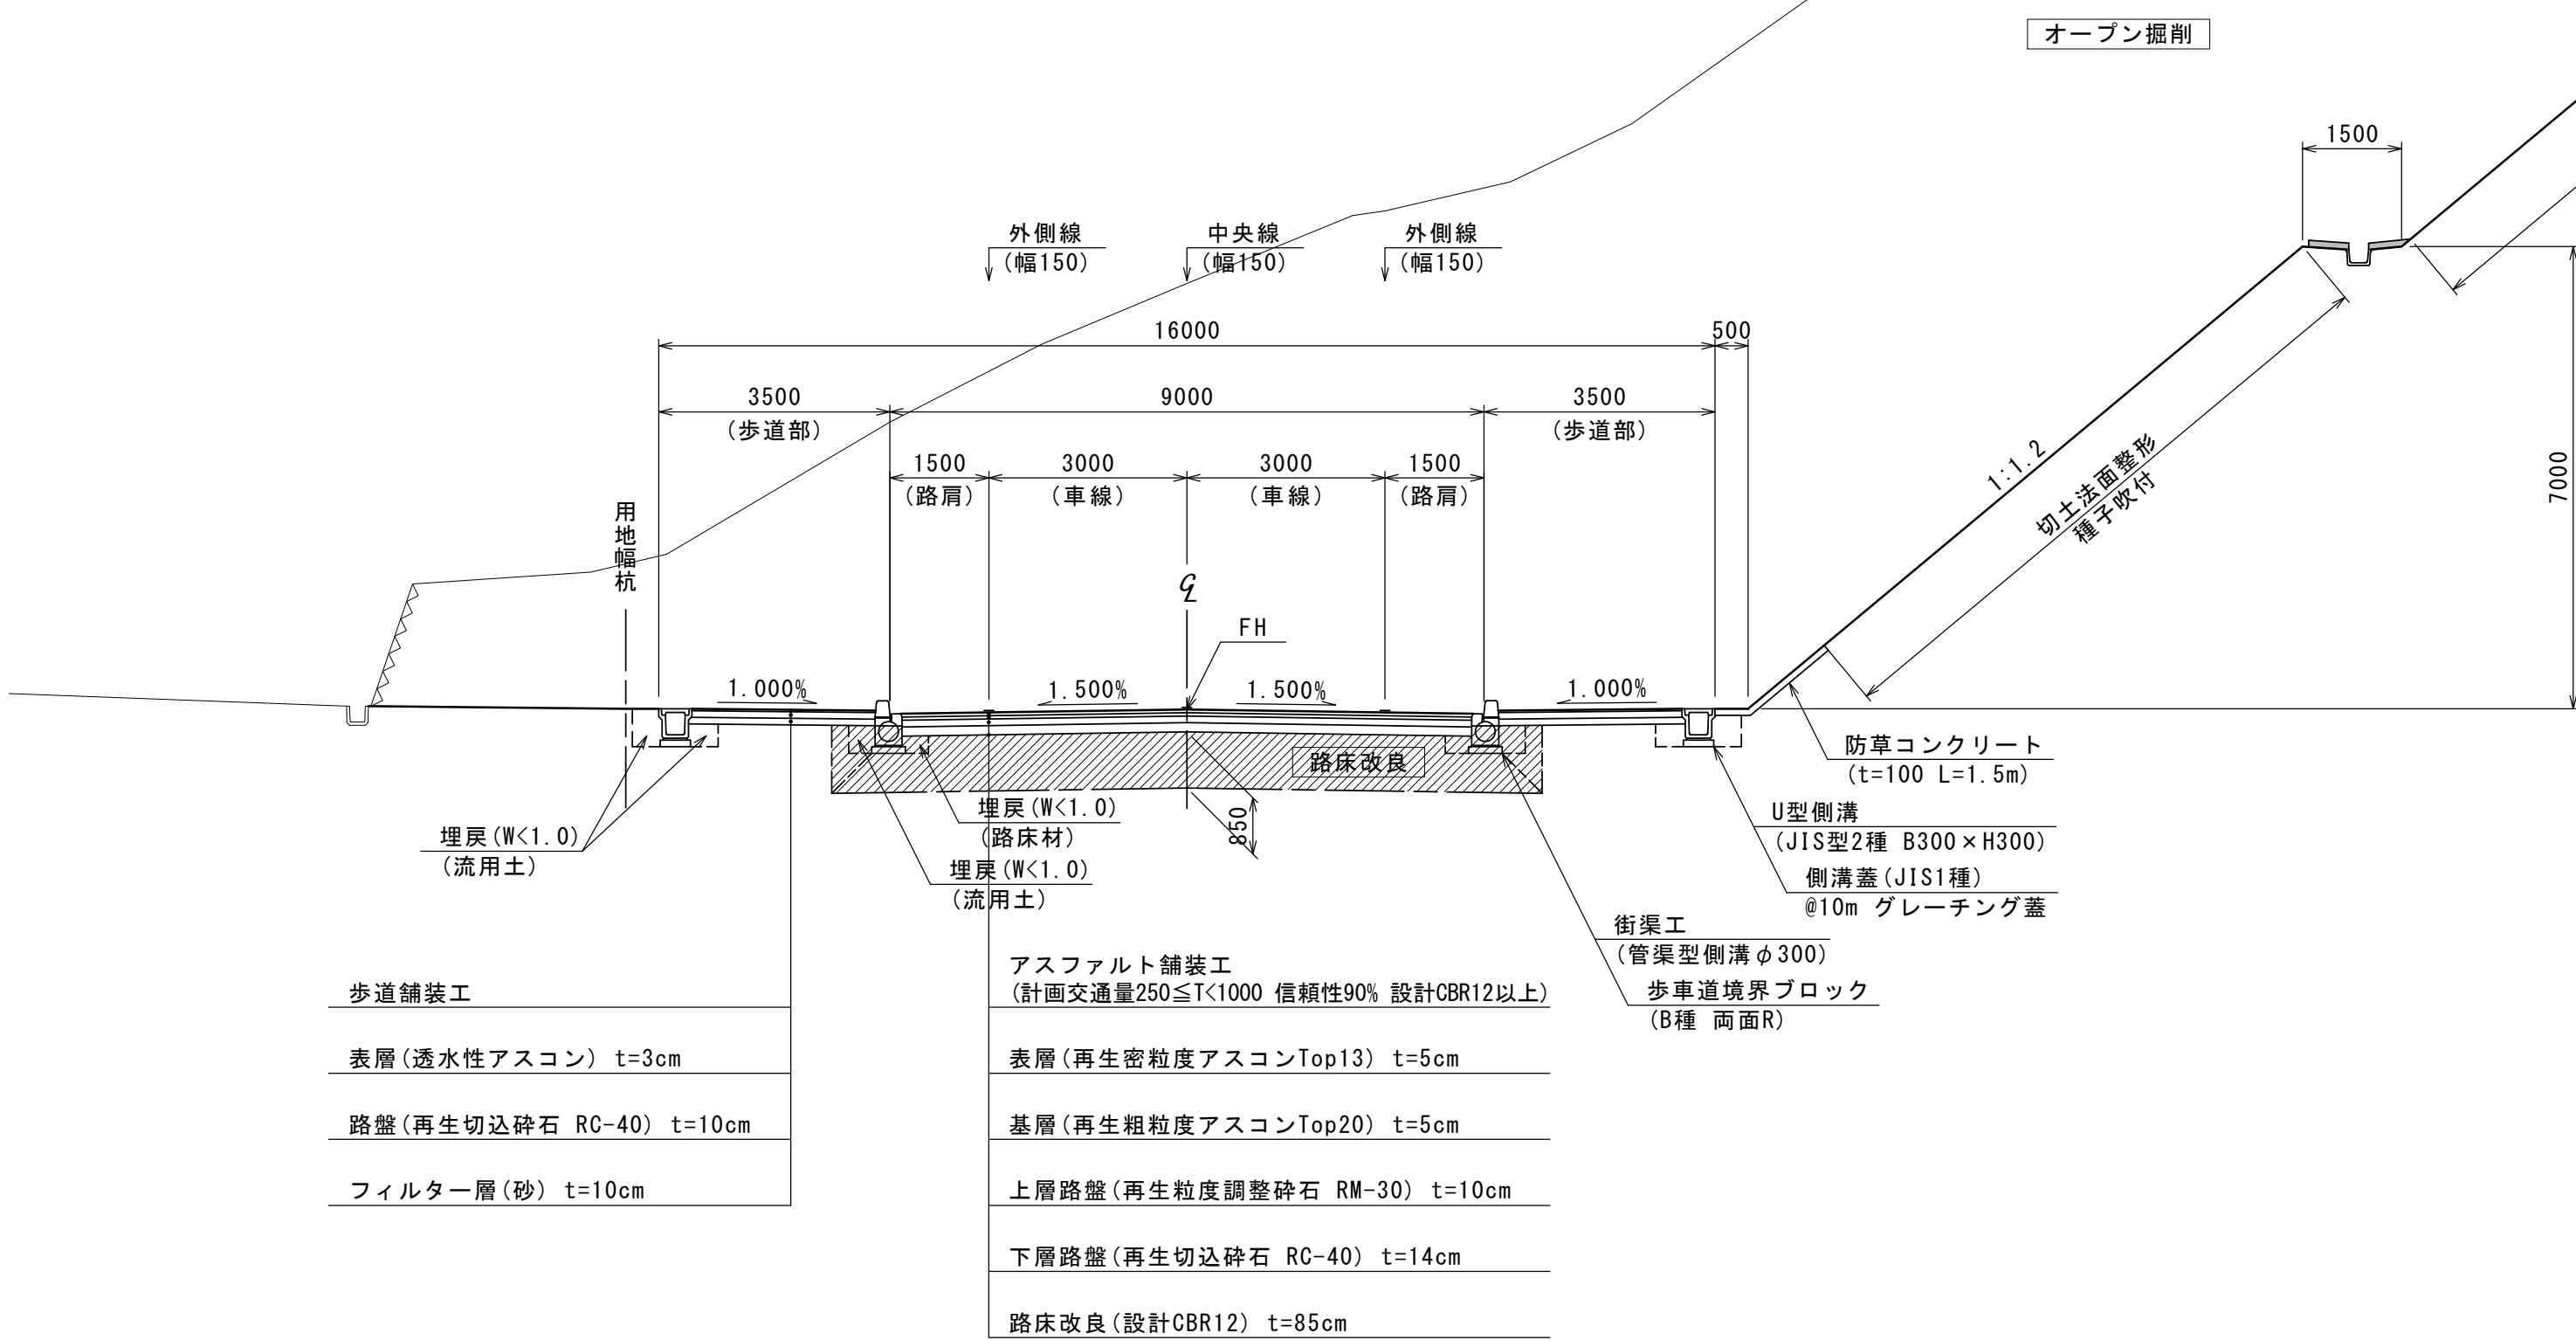 オープン掘削
1500
外側線
(幅150)
中央線
(幅150)
外側線
(幅150)
16000
500
3500
(歩道部)
9000
3500
(歩道部)
1500
(路肩)
3000
(車線)
3000
(車線)
1500
(路肩)
用地幅杭
1:1.2
切土法面整形
種子吹付
7000
FH
1.000%
1.500%
1.500%
1.000%
路床改良
850
防草コンクリート
(t=100 L=1.5m)
U型側溝
(JIS型2種 B300×H300)
側溝蓋(JIS1種)
@10m グレーチング蓋
埋戻(W<1.0)
(流用土)
埋戻(W<1.0)
(路床材)
埋戻(W<1.0)
(流用土)
街渠工
(管渠型側溝φ300)
歩車道境界ブロック
(B種 両面R)
歩道舗装工
表層(透水性アスコン) t=3cm
路盤(再生切込砕石 RC-40) t=10cm
フィルター層(砂) t=10cm
アスファルト舗装工
(計画交通量250≦T<1000 信頼性90% 設計CBR12以上)
表層(再生密粒度アスコンTop13) t=5cm
基層(再生粗粒度アスコンTop20) t=5cm
上層路盤(再生粒度調整砕石 RM-30) t=10cm
下層路盤(再生切込砕石 RC-40) t=14cm
路床改良(設計CBR12) t=85cm